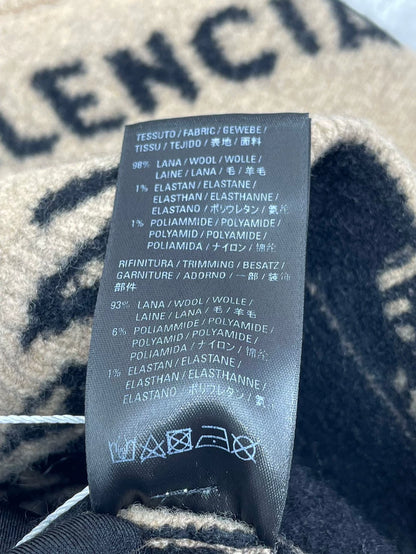 LENCIA
TESSUTO / FABRIC / GEWEBE /
TISSU / TEJIDO / 表地 / 面料
98% LANA / WOOL / WOLLE /
LAINE / LANA / 毛 / 羊毛
1% ELASTAN / ELASTANE /
ELASTHAN / ELASTHANNE /
ELASTANO / ポリウレタン / 氨纶
1% POLIAMMIDE / POLYAMIDE /
POLYAMID / POLYAMIDE /
POLIAMIDA / ナイロン / 锦纶
RIFINITURA / TRIMMING / BESATZ /
GARNITURE / ADORNO / 一部 / 装饰
部件
93% LANA / WOOL / WOLLE /
LAINE / LANA / 毛 / 羊毛
6% POLIAMMIDE / POLYAMIDE /
POLYAMID / POLYAMIDE /
POLIAMIDA / ナイロン / 锦纶
1% ELASTAN / ELASTANE /
ELASTHAN / ELASTHANNE /
ELASTANO / ポリウレタン / 氨纶